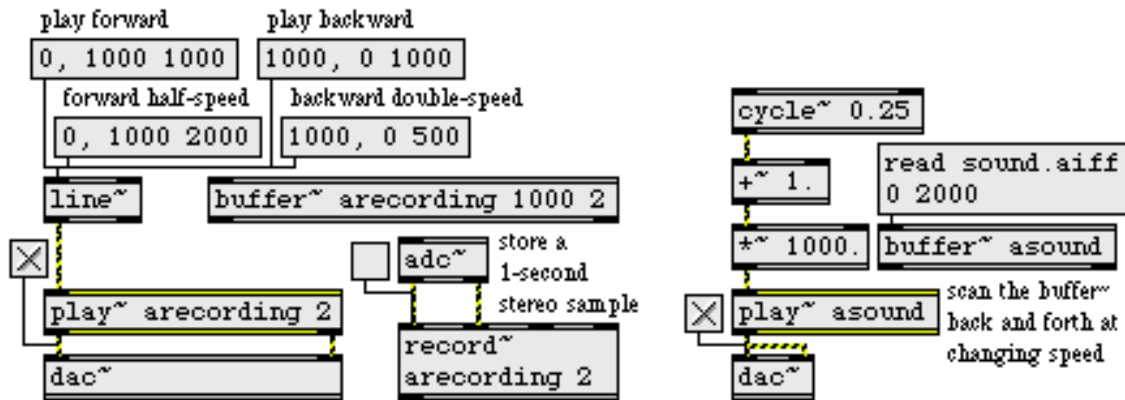 play forward
play backward
0, 1000 1000
1000, 0 1000
forward half-speed
backward double-speed
0, 1000 2000
1000, 0 500
line~
buffer~ arecording 1000 2
adc~
store a
1-second
stereo sample
play~ arecording 2
record~
arecording 2
dac~
cycle~ 0.25
+~ 1.
read sound.aiff
0 2000
*~ 1000.
buffer~ asound
play~ asound
scan the buffer~
back and forth at
changing speed
dac~